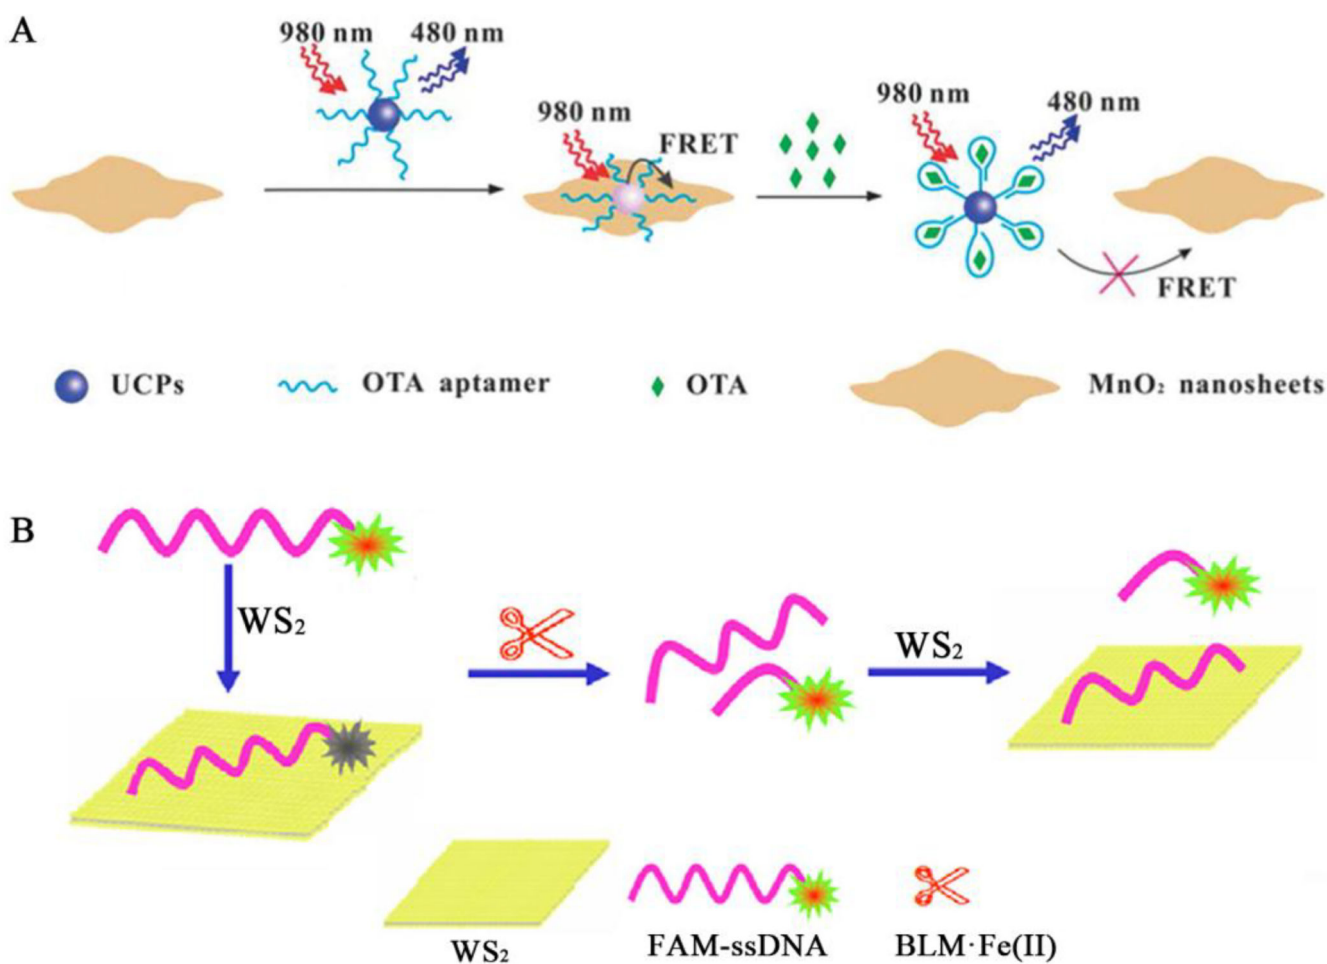 A
980 nm 480 nm
980 nm
FRET
980 nm
480 nm
FRET
UCPs
OTA aptamer
OTA
MnO₂ nanosheets
B
WS₂
WS₂
WS₂
FAM-ssDNA
BLM·Fe(II)